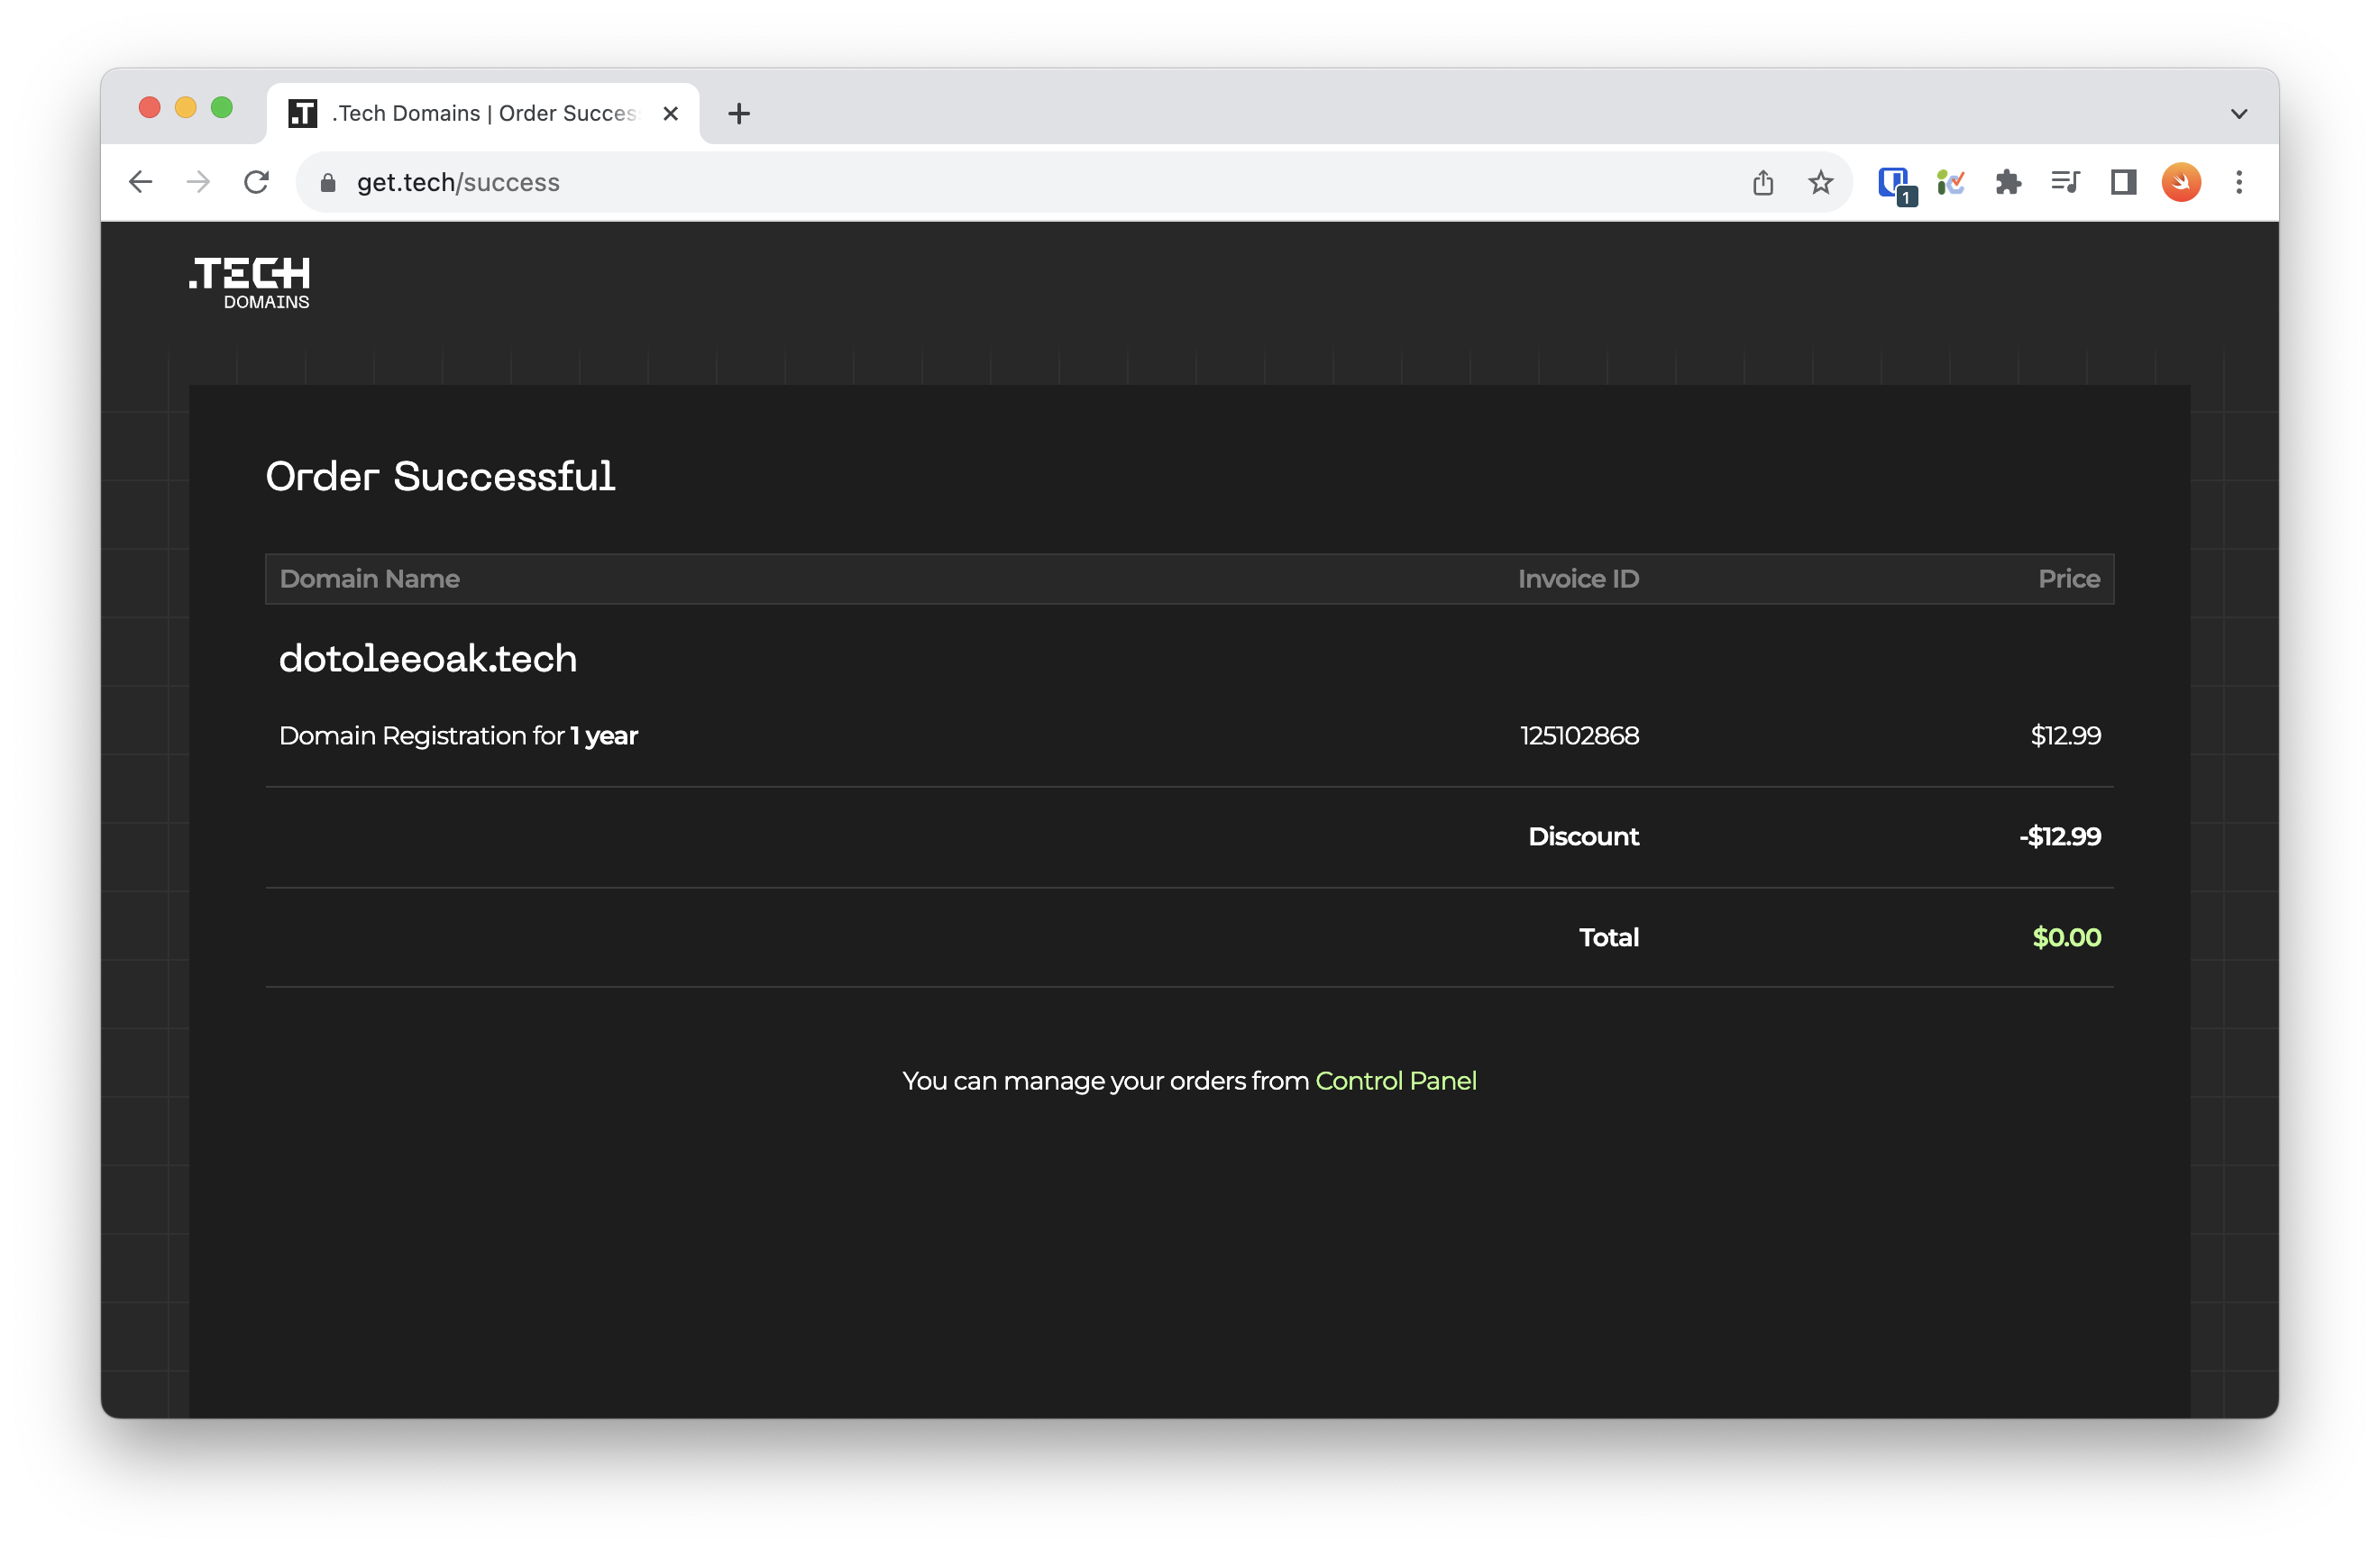 .Tech Domains | Order Succes
get.tech/success
1
.TECH
DOMAINS
Order Successful
Domain Name Invoice ID Price
dotoleeoak.tech
Domain Registration for 1 year 125102868 $12.99
Discount -$12.99
Total $0.00
You can manage your orders from Control Panel